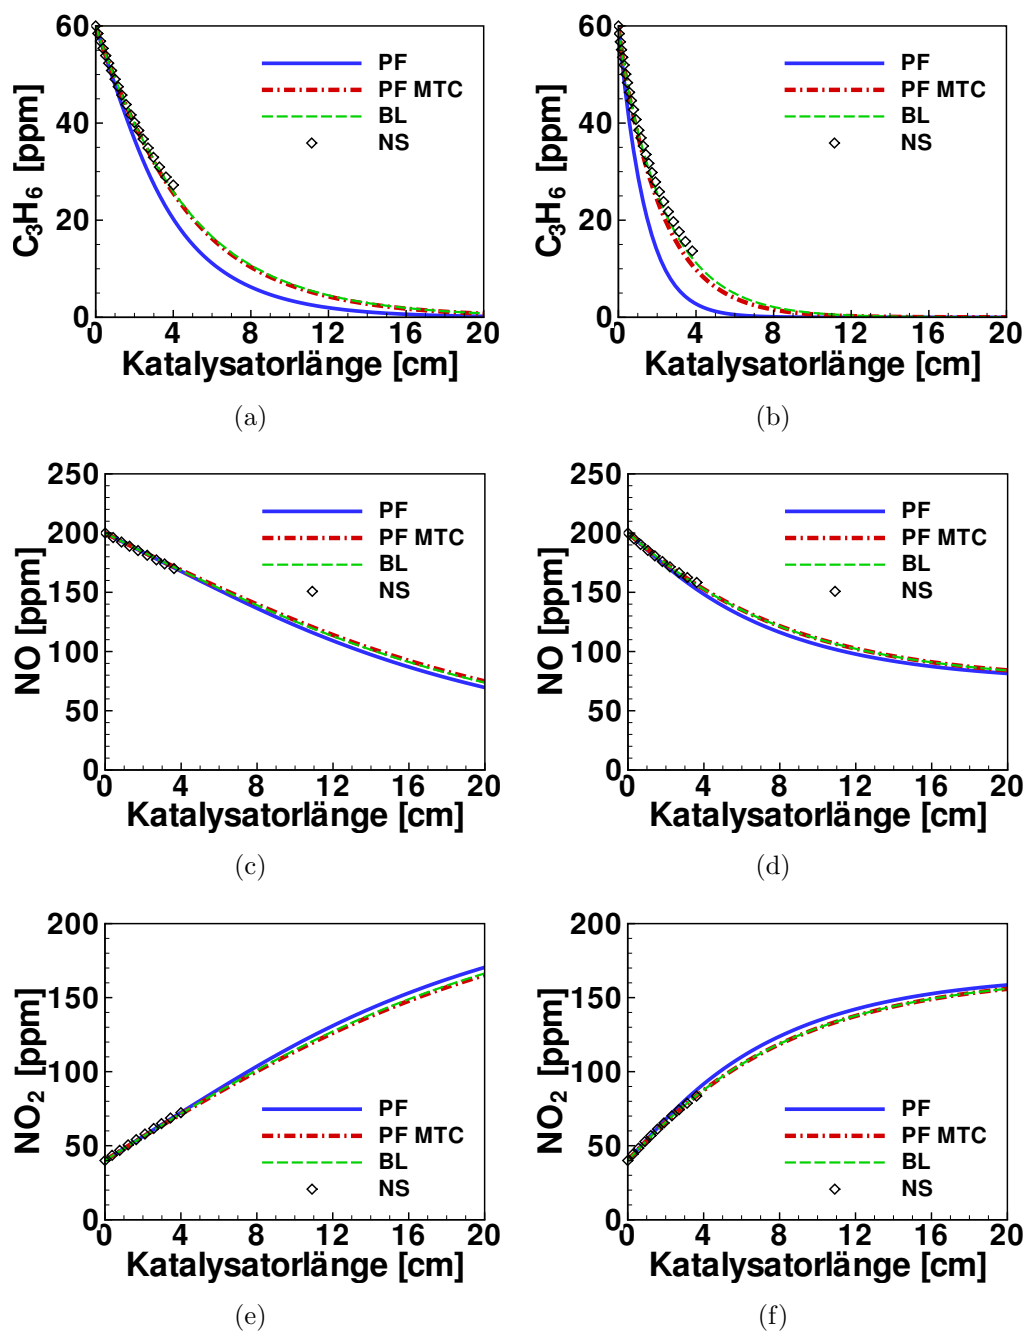 C₃H₆ [ppm]
60
40
20
0
PF
PF MTC
BL
NS
0 4 8 12 16 20
Katalysatorlänge [cm]
(a)
C₃H₆ [ppm]
60
40
20
0
PF
PF MTC
BL
NS
0 4 8 12 16 20
Katalysatorlänge [cm]
(b)
NO [ppm]
250
200
150
100
50
0
PF
PF MTC
BL
NS
0 4 8 12 16 20
Katalysatorlänge [cm]
(c)
NO [ppm]
250
200
150
100
50
0
PF
PF MTC
BL
NS
0 4 8 12 16 20
Katalysatorlänge [cm]
(d)
NO₂ [ppm]
200
150
100
50
0
PF
PF MTC
BL
NS
0 4 8 12 16 20
Katalysatorlänge [cm]
(e)
NO₂ [ppm]
200
150
100
50
0
PF
PF MTC
BL
NS
0 4 8 12 16 20
Katalysatorlänge [cm]
(f)